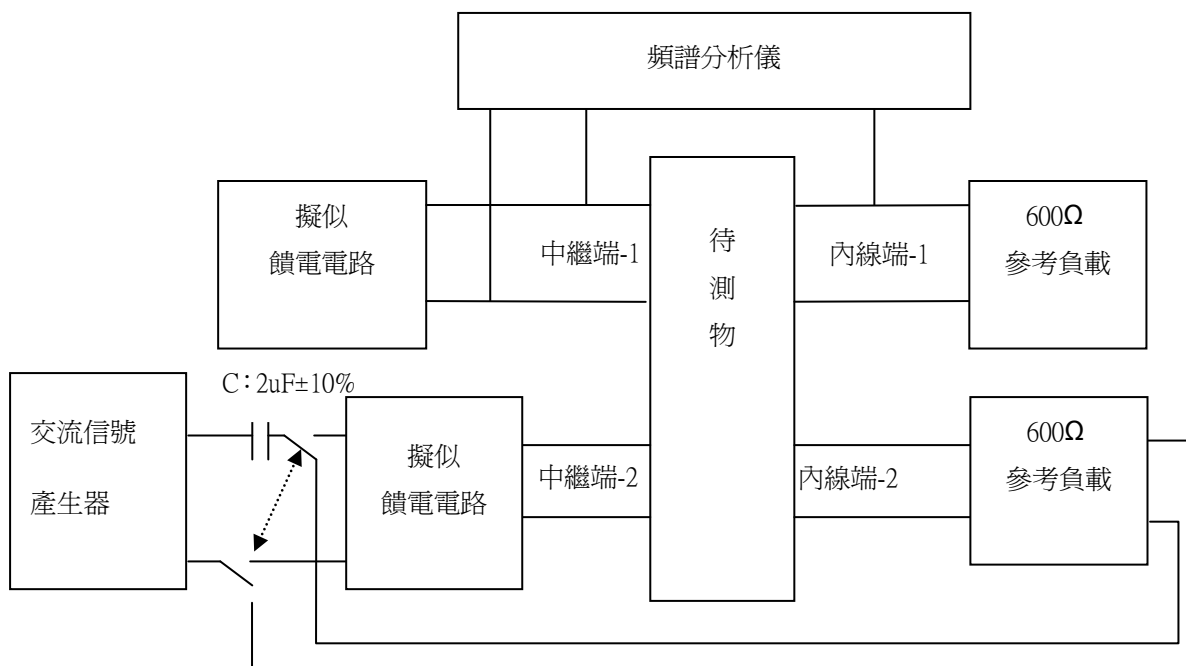 頻譜分析儀
擬似
饋電電路
中繼端-1
待
測
物
內線端-1
600Ω
參考負載
C：2uF±10%
交流信號
產生器
擬似
饋電電路
中繼端-2
內線端-2
600Ω
參考負載